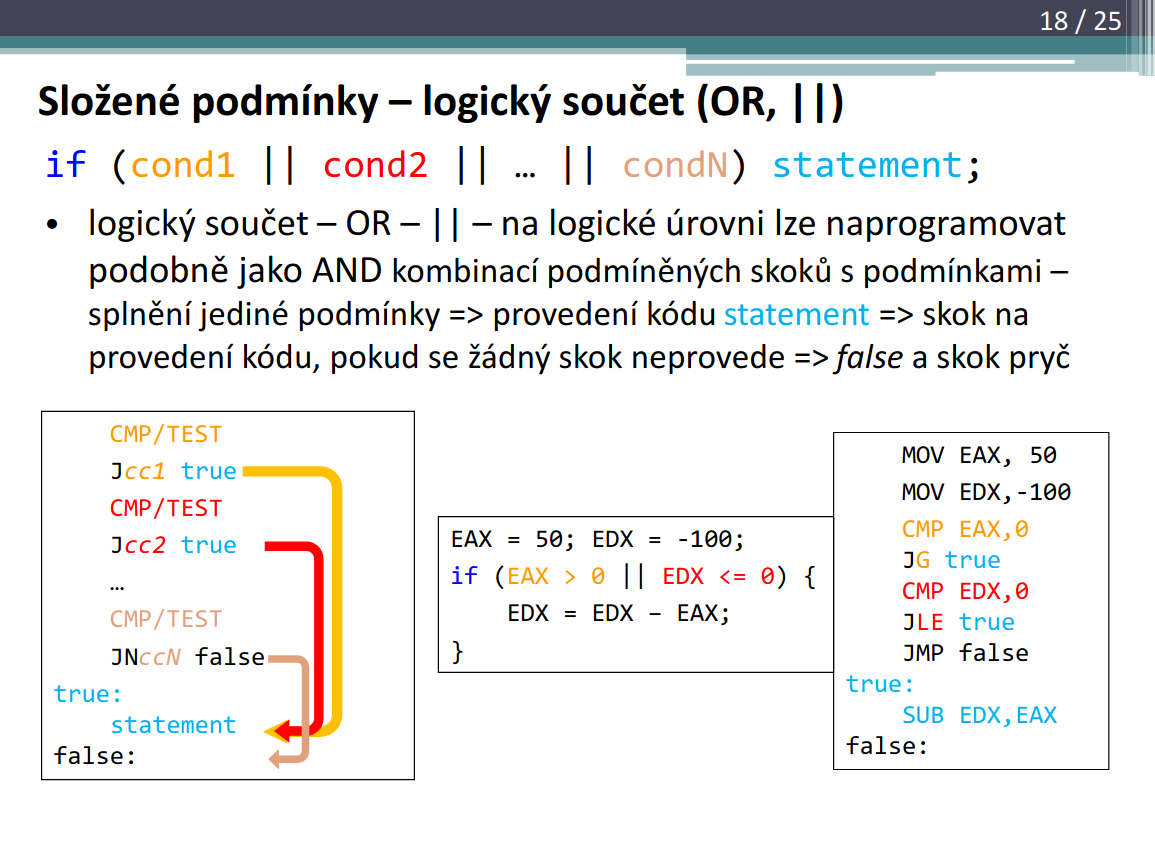 18 / 25
Složené podmínky – logický součet (OR, ||)
if (cond1 || cond2 || … || condN) statement;
• logický součet – OR – || – na logické úrovni lze naprogramovat
podobně jako AND kombinací podmíněných skoků s podmínkami –
splnění jediné podmínky => provedení kódu statement => skok na
provedení kódu, pokud se žádný skok neprovede => false a skok pryč
CMP/TEST
Jcc1 true
CMP/TEST
Jcc2 true
…
CMP/TEST
JNccN false
true:
statement
false:
EAX = 50; EDX = -100;
if (EAX > 0 || EDX <= 0) {
EDX = EDX – EAX;
}
MOV EAX, 50
MOV EDX,-100
CMP EAX,0
JG true
CMP EDX,0
JLE true
JMP false
true:
SUB EDX,EAX
false: